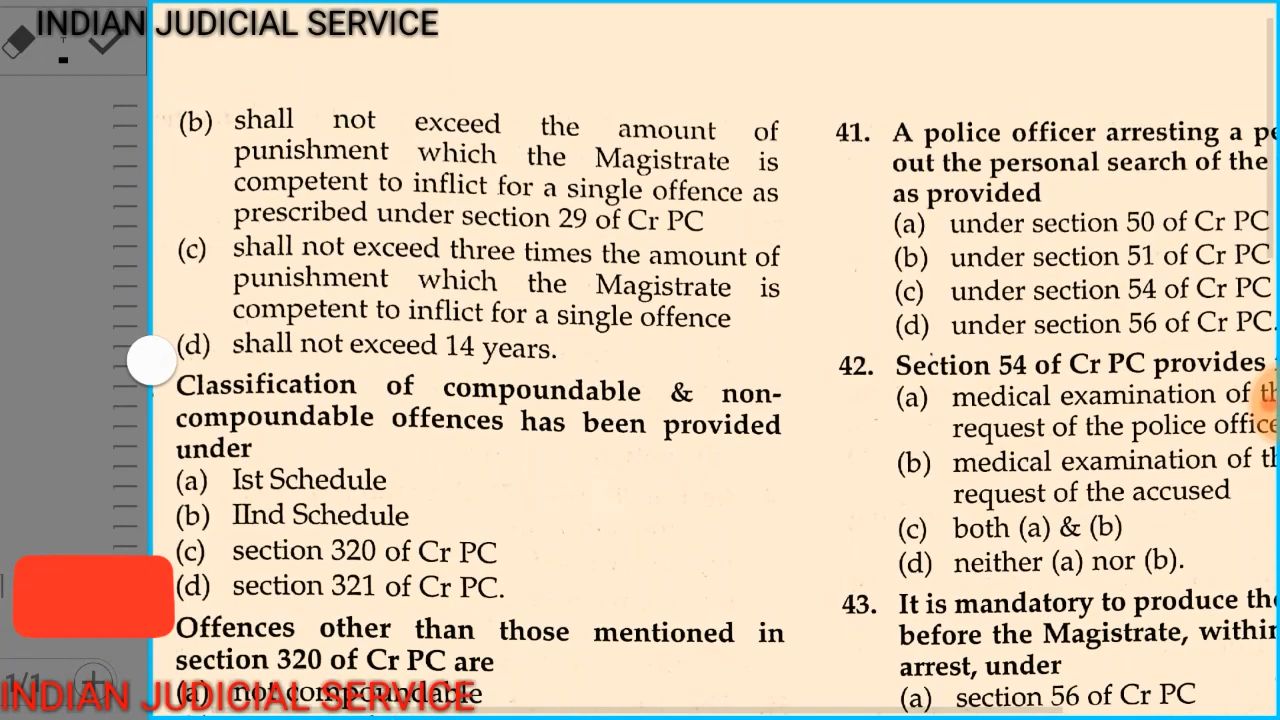 INDIAN JUDICIAL SERVICE
(b) shall not exceed the amount of
punishment which the Magistrate is
competent to inflict for a single offence as
prescribed under section 29 of Cr PC
(c) shall not exceed three times the amount of
punishment which the Magistrate is
competent to inflict for a single offence
(d) shall not exceed 14 years.
Classification of compoundable & non-
compoundable offences has been provided
under
(a) Ist Schedule
(b) IInd Schedule
(c) section 320 of Cr PC
(d) section 321 of Cr PC.
Offences other than those mentioned in
section 320 of Cr PC are
(a) not compoundable
41. A police officer arresting a
out the personal search of the
as provided
(a) under section 50 of Cr PC
(b) under section 51 of Cr PC
(c) under section 54 of Cr PC
(d) under section 56 of Cr PC.
42. Section 54 of Cr PC provides
(a) medical examination of
request of the police
(b) medical examination of
request of the accused
(c) both (a) & (b)
(d) neither (a) nor (b).
43. It is mandatory to produce
before the Magistrate,
arrest, under
(a) section 56 of Cr PC
1/1
INDIAN JUDICIAL SERVICE